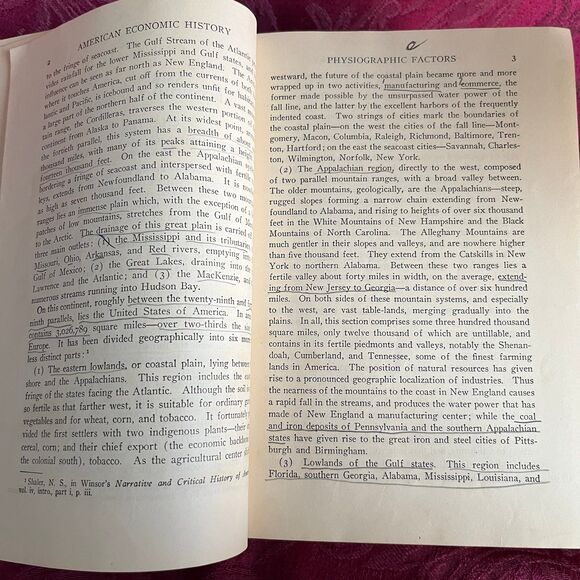 2 AMERICAN ECONOMIC HISTORY
to the fringe of seacoast. The Gulf Stream of the Atlantic
vides rainfall for the lower Mississippi and Gulf states, and
influence can be seen as far north as New England. The
where it touches America, cut off from the currents of both
lantic and Pacific, is icebound and so renders unfit for
a large part of the northern half of the continent. A vast
tain range, the Cordilleras, traverses the western portion of
continent from Alaska to Panama. At its widest point,
the fortieth parallel, this system has a breadth of about
thousand miles, with many of its peaks attaining a height
fourteen thousand feet. On the east the Appalachian
bordering a fringe of seacoast and interspersed with fertile
leys, extends from Newfoundland to Alabama. It is
as high as seven thousand feet. Between these two
ranges lies an immense plain which, with the exception of a
patches of low mountains, stretches from the Gulf of
to the Arctic. The drainage of this great plain is carried of
three main outlets: (1) the Mississippi and its tributaries
Missouri, Ohio, Arkansas, and Red rivers, emptying into
Gulf of Mexico; (2) the Great Lakes, draining into the
Lawrence and the Atlantic; and (3) the MacKenzie, and
numerous streams running into Hudson Bay.
On this continent, roughly between the twenty-ninth and
ninth parallels, lies the United States of America. In
contains 3,026,789 square miles—over two-thirds the
Europe. It has been divided geographically into six more
less distinct parts: ¹
(1) The eastern lowlands, or coastal plain, lying between
shore and the Appalachians. This region includes the
fringe of the states facing the Atlantic. Although the soil
so fertile as that farther west, it is suitable for ordinary
vegetables and for wheat, corn, and tobacco. It fortunately
vided the first settlers with two indigenous plants—their
cereal, corn; and their chief export (the economic backbone
the colonial south), tobacco. As the agricultural center
¹ Shaler, N. S., in Winsor's Narrative and Critical History of
vol. iv, intro., part i, p. iii.
PHYSIOGRAPHIC FACTORS 3
westward, the future of the coastal plain became more and more
wrapped up in two activities, manufacturing and commerce, the
former made possible by the unsurpassed water power of the
fall line, and the latter by the excellent harbors of the frequently
indented coast. Two strings of cities mark the boundaries
of the coastal plain—on the west the cities of the fall line—Mont-
gomery, Macon, Columbia, Raleigh, Richmond, Baltimore, Tren-
ton, Hartford; on the east the seacoast cities—Savannah, Charles-
ton, Wilmington, Norfolk, New York.
(2) The Appalachian region, directly to the west, composed
of two parallel mountain ranges, with a broad valley between.
The older mountains, geologically, are the Appalachians—steep,
rugged slopes forming a narrow chain extending from New-
foundland to Alabama, and rising to heights of over six thousand
feet in the White Mountains of New Hampshire and the Black
Mountains of North Carolina. The Alleghany Mountains are
much gentler in their slopes and valleys, and are nowhere higher
than five thousand feet. They extend from the Catskills in New
York to northern Alabama. Between these two ranges lies a
fertile valley about forty miles in width, on the average, extend-
ing from New Jersey to Georgia—a distance of over six hundred
miles. On both sides of these mountain systems, and especially
to the west, are vast table-lands, merging gradually into the
plains. In all, this section comprises some three hundred thousand
square miles, only twelve thousand of which are untillable, and
contains in its fertile piedmonts and valleys, notably the Shenan-
doah, Cumberland, and Tennessee, some of the finest farming
lands in America. The position of natural resources has given
rise to a pronounced geographic localization of industries. Thus
the nearness of the mountains to the coast in New England causes
a rapid fall in the streams, and produces the water power that has
made of New England a manufacturing center; while the coal
and iron deposits of Pennsylvania and the southern Appalachian
states have given rise to the great iron and steel cities of Pitts-
burgh and Birmingham.
(3) Lowlands of the Gulf states. This region includes
Florida, southern Georgia, Alabama, Mississippi, Louisiana, and